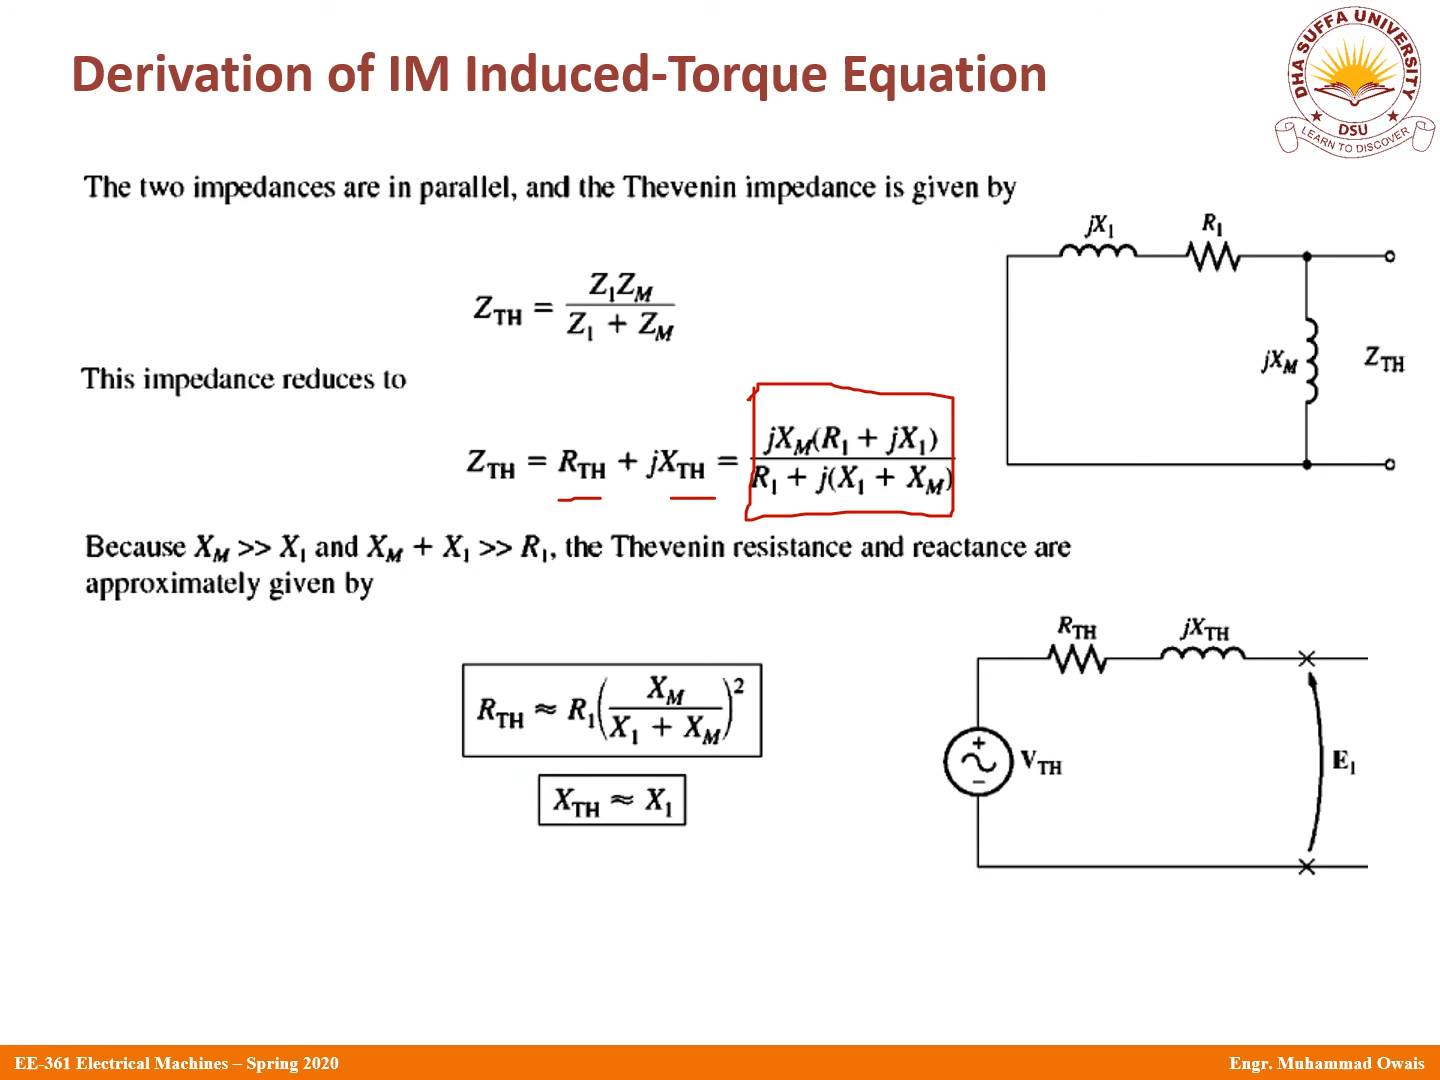 Derivation of IM Induced-Torque Equation
DHA SUFFA UNIVERSITY
DSU
LEARN TO DISCOVER
The two impedances are in parallel, and the Thevenin impedance is given by
Z_TH = Z_1 Z_M / (Z_1 + Z_M)
jX_1
R_1
jX_M
Z_TH
This impedance reduces to
Z_TH = R_TH + jX_TH = jX_M(R_1 + jX_1) / (R_1 + j(X_1 + X_M))
Because X_M >> X_1 and X_M + X_1 >> R_1, the Thevenin resistance and reactance are
approximately given by
R_TH ≈ R_1(X_M / (X_1 + X_M))^2
X_TH ≈ X_1
R_TH
jX_TH
+
−
V_TH
E_1
EE-361 Electrical Machines – Spring 2020
Engr. Muhammad Owais